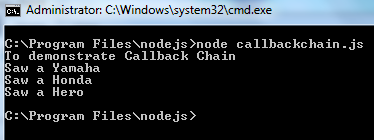 Administrator: C:\Windows\system32\cmd.exe
C:\Program Files\nodejs>node callbackchain.js
To demonstrate Callback Chain
Saw a Yamaha
Saw a Honda
Saw a Hero
C:\Program Files\nodejs>